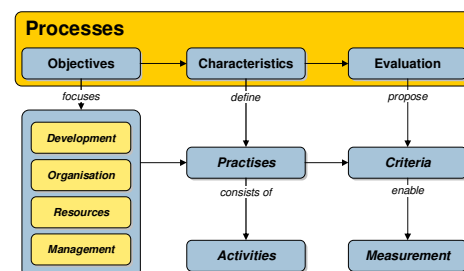 Processes
Objectives
Characteristics
Evaluation
focuses
define
propose
Development
Organisation
Resources
Management
Practises
Criteria
consists of
enable
Activities
Measurement